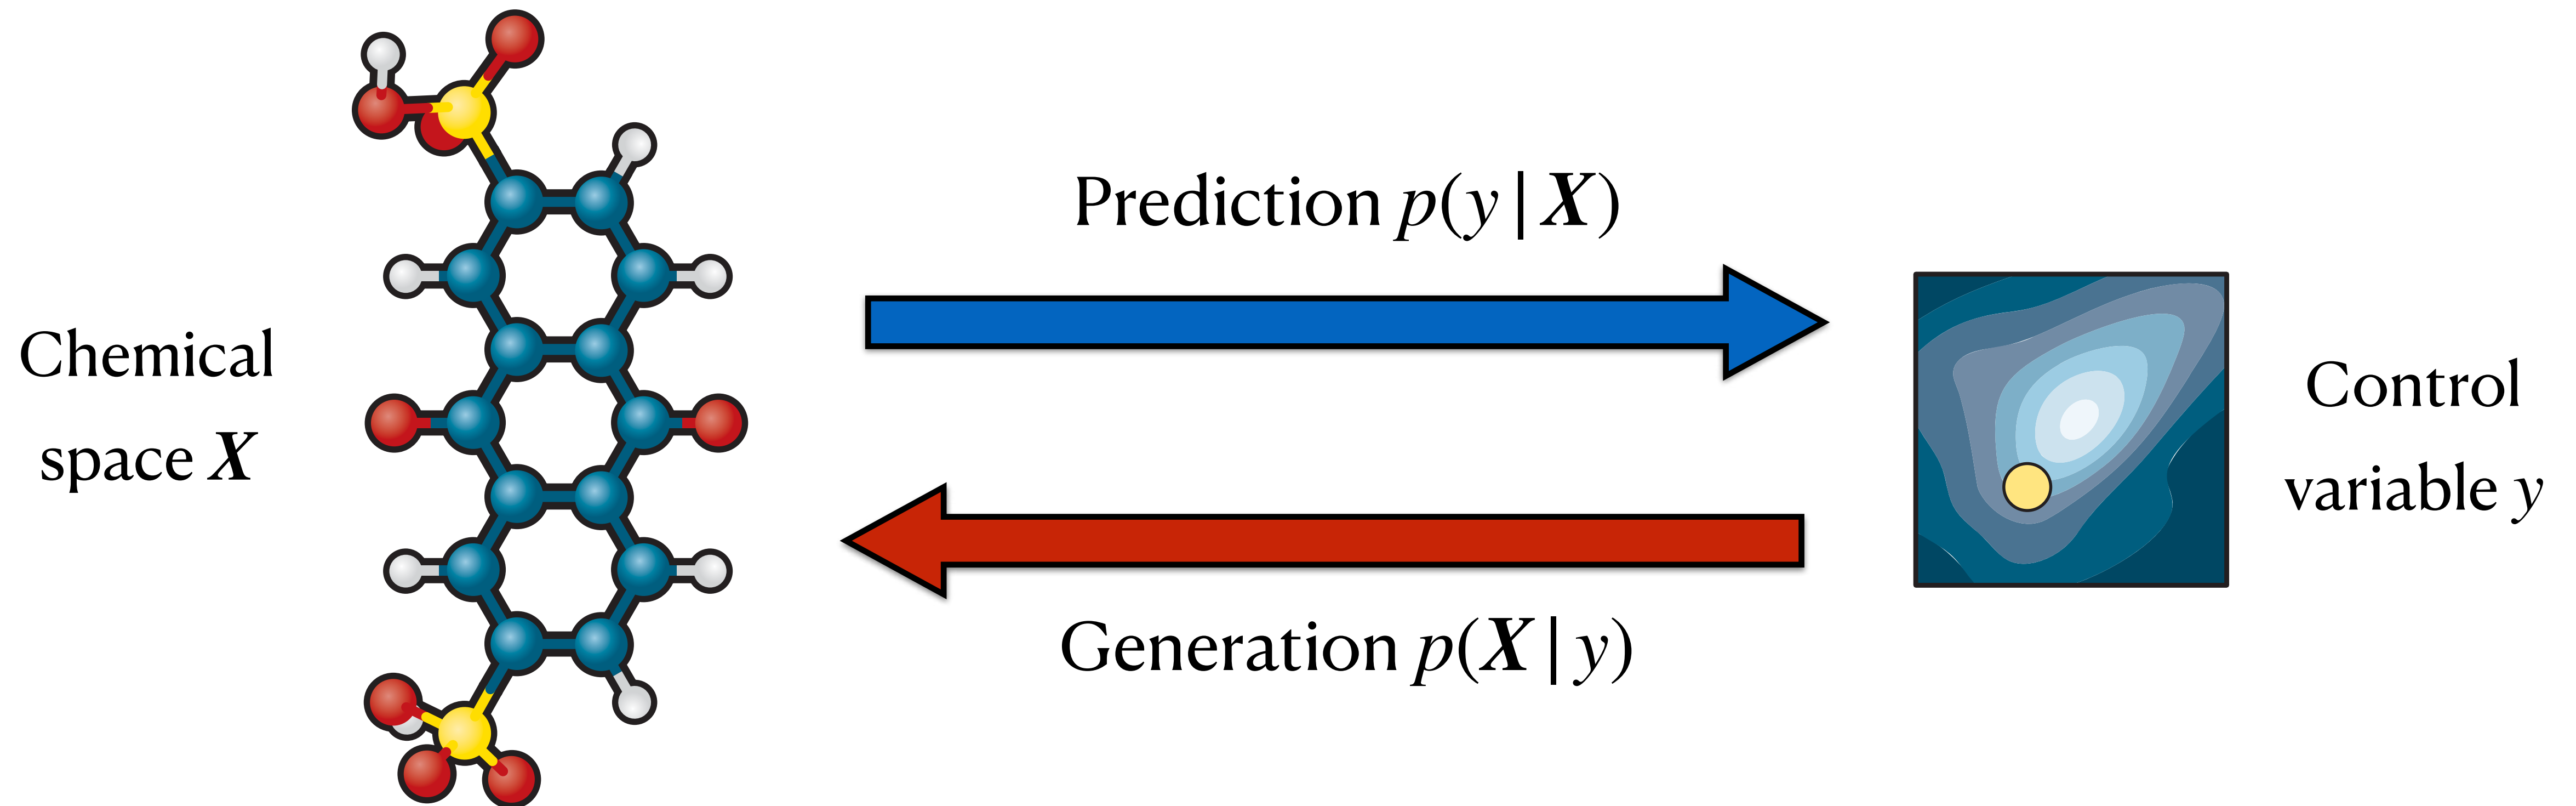 Chemical
space X
Prediction p(y|X)
Generation p(X|y)
Control
variable y